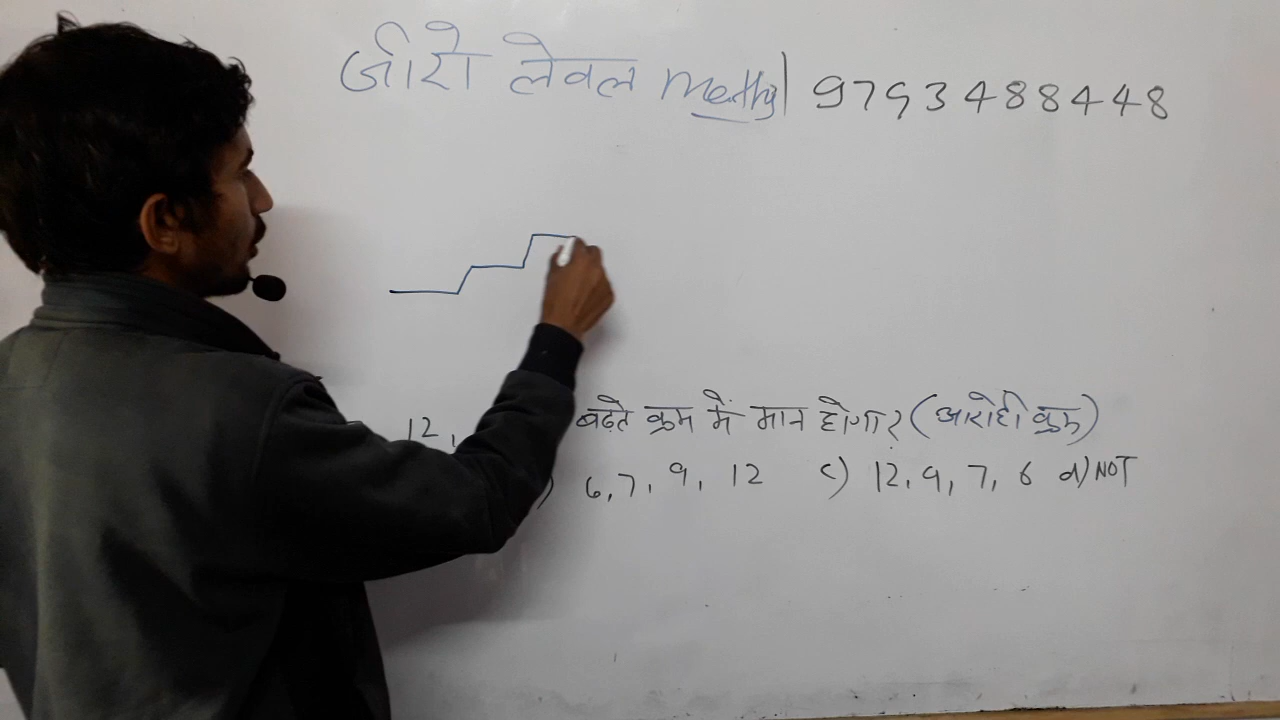 जीरो लेवल Maths| 9793488448
12, बढ़ते क्रम में मान होगा? (आरोही क्रम)
) 6, 7, 9, 12 c) 12, 9, 7, 6 d) NOT